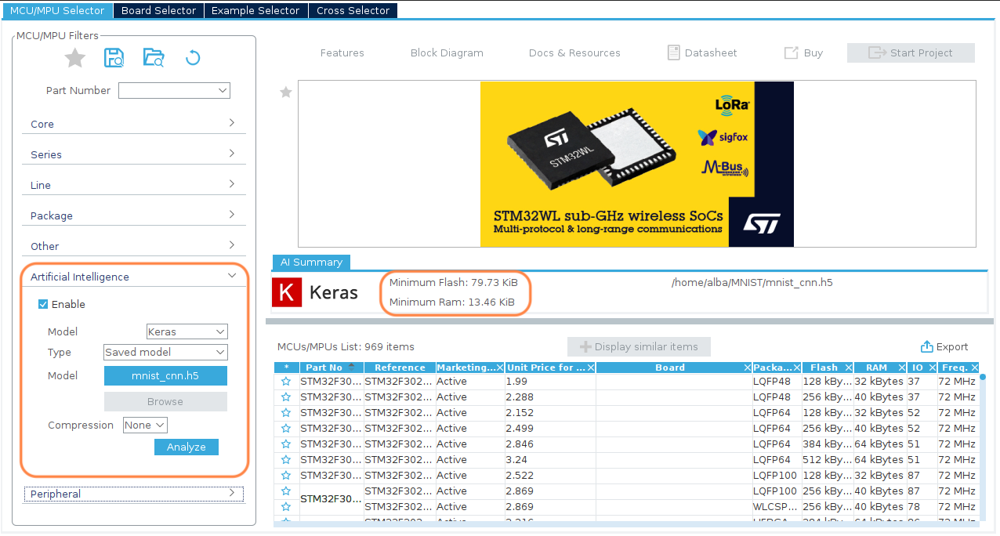 MCU/MPU Selector Board Selector Example Selector Cross Selector
MCU/MPU Filters
Part Number
Core
Series
Line
Package
Other
Artificial Intelligence
Enable
Model Keras
Type Saved model
Model mnist_cnn.h5
Browse
Compression None
Analyze
Peripheral
Features Block Diagram Docs & Resources Datasheet Buy Start Project
ST
STM32WL
LoRa
sigfox
M-Bus
STM32WL sub-GHz wireless SoCs
Multi-protocol & long-range communications
ST
AI Summary
K Keras
Minimum Flash: 79.73 KiB
Minimum Ram: 13.46 KiB
/home/alba/MNIST/mnist_cnn.h5
MCUs/MPUs List: 969 items Display similar items Export
* Part No Reference Marketing... Unit Price for ... Board Packa... Flash RAM IO Freq.
STM32F30... STM32F302... Active 1.99 LQFP48 128 kBy... 32 kBytes 37 72 MHz
STM32F30... STM32F302... Active 2.288 LQFP48 256 kBy... 40 kBytes 37 72 MHz
STM32F30... STM32F302... Active 2.152 LQFP64 128 kBy... 32 kBytes 52 72 MHz
STM32F30... STM32F302... Active 2.499 LQFP64 256 kBy... 40 kBytes 52 72 MHz
STM32F30... STM32F302... Active 2.846 LQFP64 384 kBy... 64 kBytes 51 72 MHz
STM32F30... STM32F302... Active 3.24 LQFP64 512 kBy... 64 kBytes 51 72 MHz
STM32F30... STM32F302... Active 2.522 LQFP100 128 kBy... 32 kBytes 87 72 MHz
STM32F30... STM32F302... Active 2.869 LQFP100 256 kBy... 40 kBytes 87 72 MHz
STM32F302... Active 2.869 WLCSP... 256 kBy... 40 kBytes 78 72 MHz